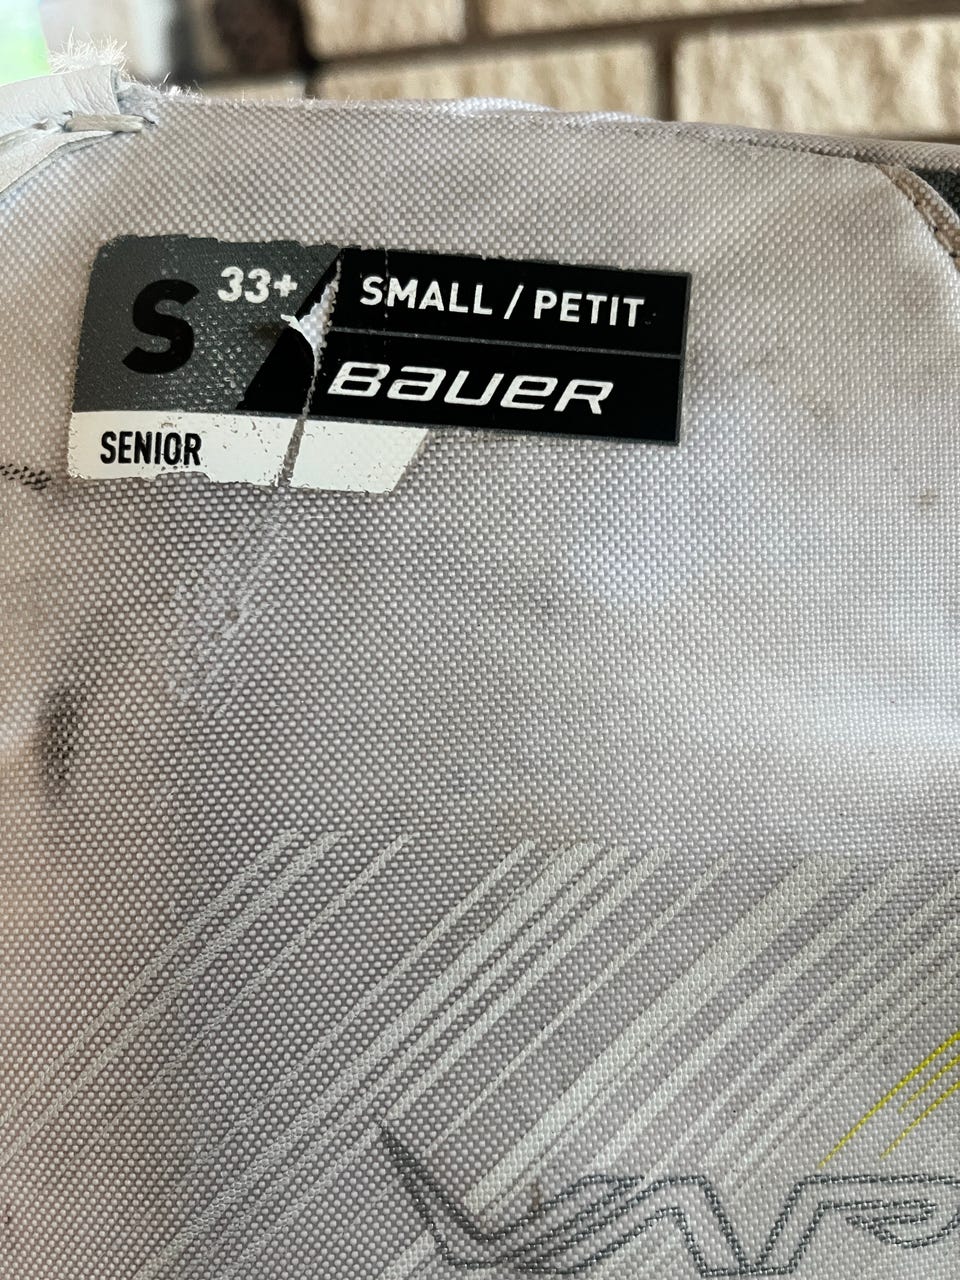 S 33+ SMALL / PETIT
BAUER
SENIOR